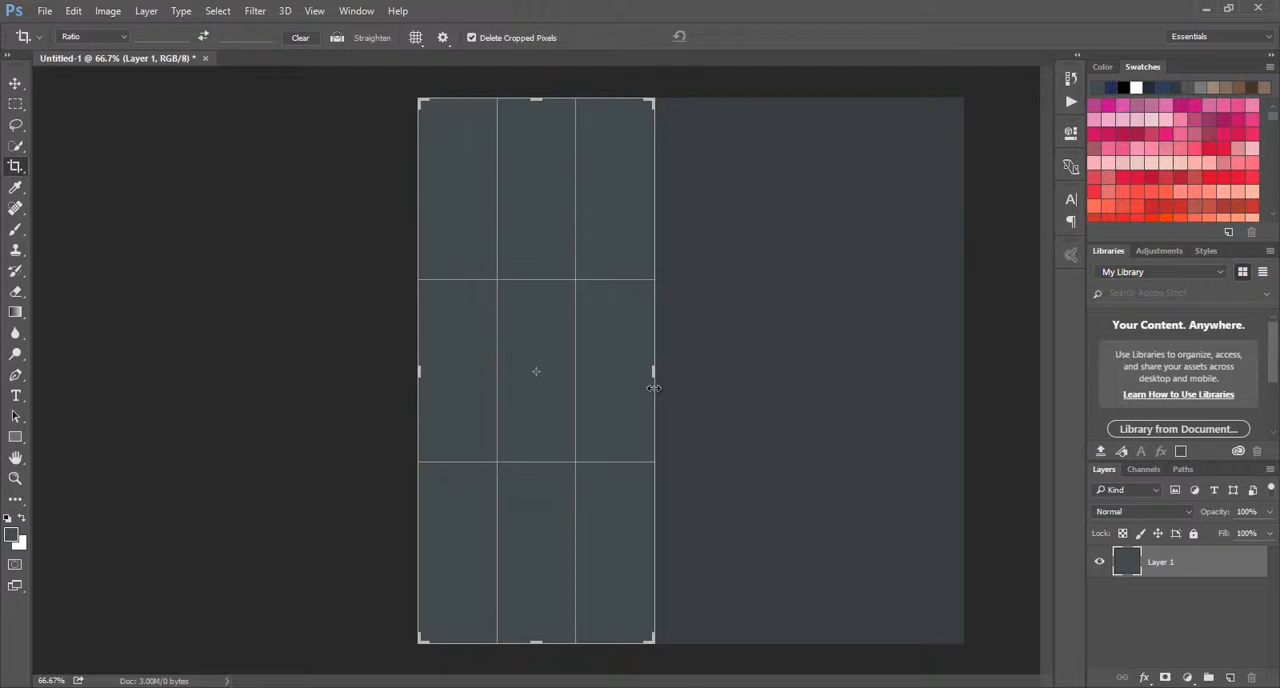 Ps File Edit Image Layer Type Select Filter 3D View Window Help
Ratio Clear Straighten Delete Cropped Pixels Essentials
Untitled-1 @ 66.7% (Layer 1, RGB/8) * ×
Color Swatches
Libraries Adjustments Styles
My Library
Search Adobe Stock
Your Content. Anywhere.
Use Libraries to organize, access,
and share your assets across
desktop and mobile.
Learn How to Use Libraries
Library from Document...
Layers Channels Paths
Kind
Normal Opacity: 100%
Lock: Fill: 100%
Layer 1
66.67% Doc: 3.00M/0 bytes